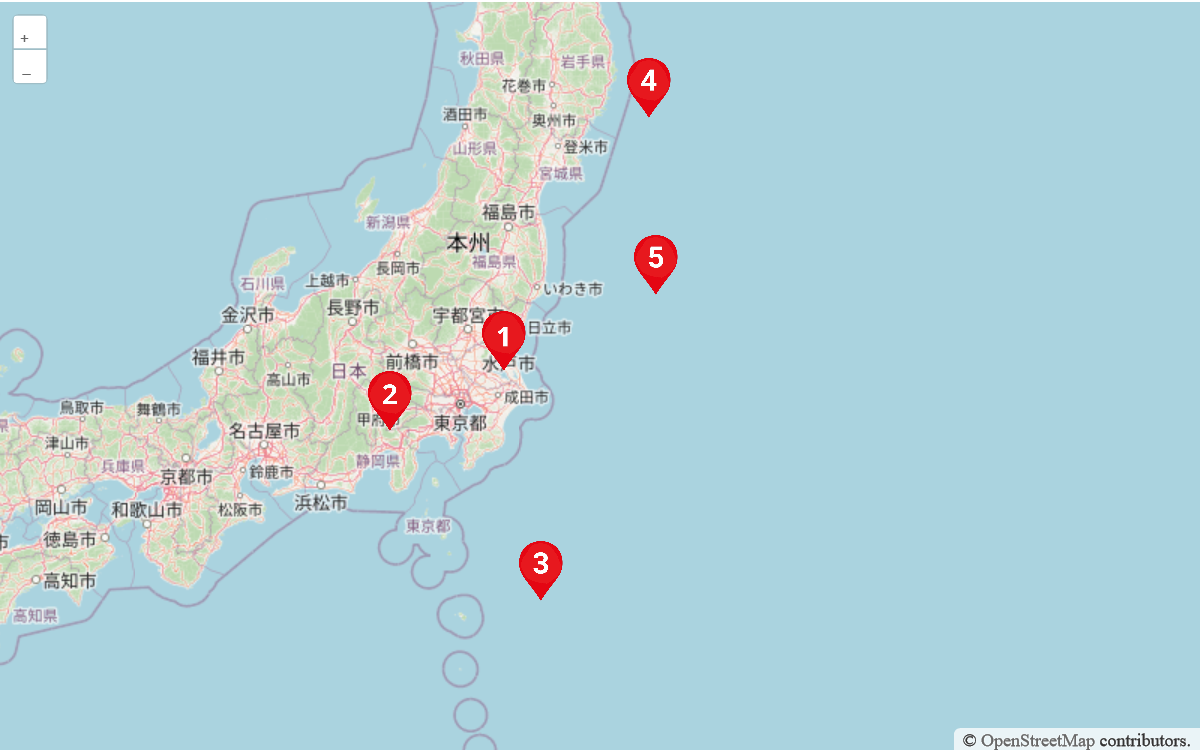 +
−
秋田県
岩手県
花巻市
4
酒田市
奥州市
山形県
登米市
宮城県
福島市
新潟県
本州
5
福島県
長岡市
石川県
上越市
いわき市
長野市
金沢市
宇都宮市
日立市
1
福井市
前橋市
水戸市
日本
高山市
2
成田市
鳥取市
舞鶴市
甲府市
東京都
名古屋市
津山市
兵庫県
静岡県
京都市
鈴鹿市
岡山市
和歌山市
松阪市
浜松市
東京都
市
徳島市
3
高知市
高知県
© OpenStreetMap contributors.